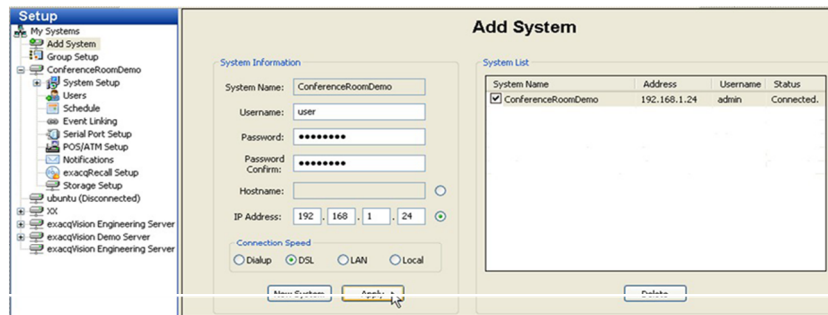 Setup
My Systems
Add System
Group Setup
ConferenceRoomDemo
System Setup
Users
Schedule
Event Linking
Serial Port Setup
POS/ATM Setup
Notifications
exacqRecall Setup
Storage Setup
ubuntu (Disconnected)
XX
exacqVision Engineering Server
exacqVision Demo Server
exacqVision Engineering Server
Add System
System Information
System Name: ConferenceRoomDemo
Username: user
Password: ••••••••
Password Confirm: ••••••••
Hostname:
IP Address: 192 . 168 . 1 . 24
Connection Speed
Dialup DSL LAN Local
New System Apply
System List
System Name Address Username Status
ConferenceRoomDemo 192.168.1.24 admin Connected.
Delete